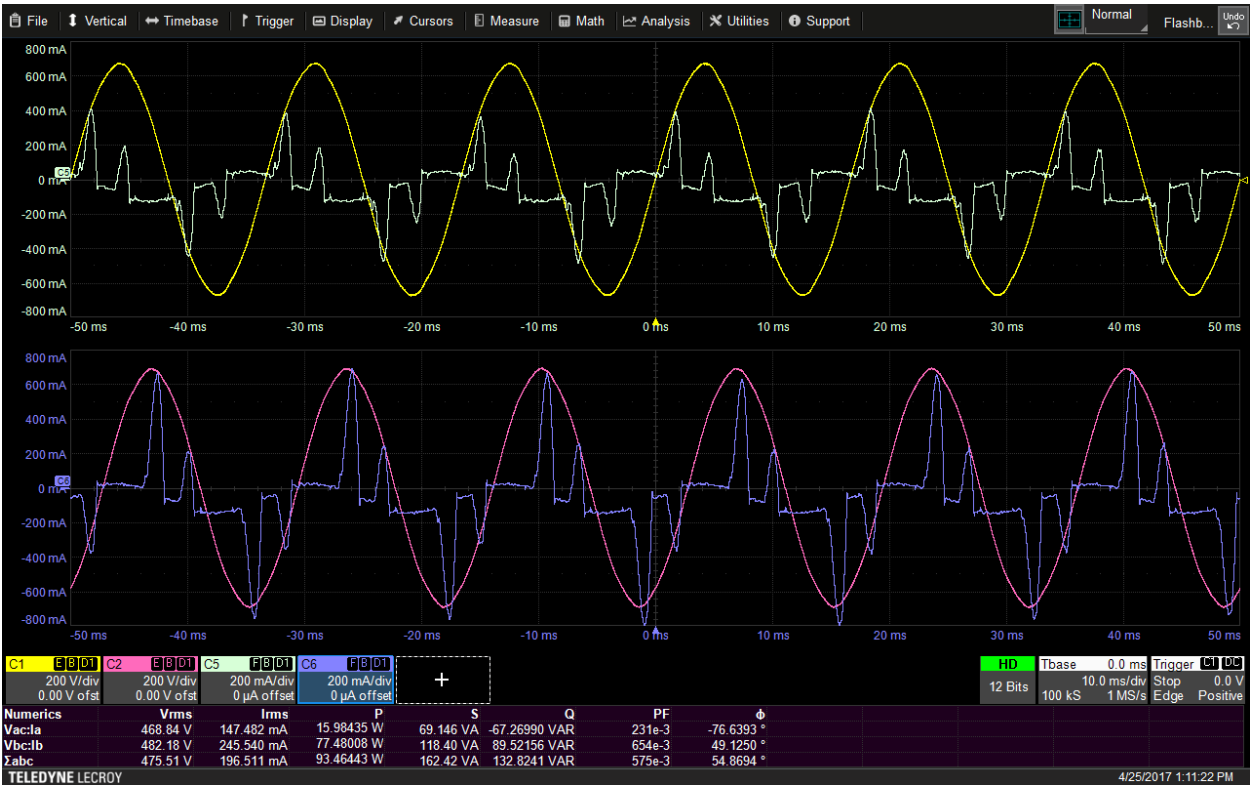 File Vertical Timebase Trigger Display Cursors Measure Math Analysis Utilities Support Normal Flashb... Undo
800 mA
600 mA
400 mA
200 mA
C5
0 mA
-200 mA
-400 mA
-600 mA
-800 mA
-50 ms -40 ms -30 ms -20 ms -10 ms 0 ms 10 ms 20 ms 30 ms 40 ms 50 ms
800 mA
600 mA
400 mA
200 mA
C6
0 mA
-200 mA
-400 mA
-600 mA
-800 mA
-50 ms -40 ms -30 ms -20 ms -10 ms 0 ms 10 ms 20 ms 30 ms 40 ms 50 ms
C1 E B D1 C2 E B D1 C5 F B D1 C6 F B D1 HD Tbase 0.0 ms Trigger C1 DC
200 V/div 200 V/div 200 mA/div 200 mA/div + 12 Bits 10.0 ms/div Stop 0.0 V
0.00 V ofst 0.00 V ofst 0 µA offset 0 µA offset 100 kS 1 MS/s Edge Positive
Numerics Vrms Irms P S Q PF ϕ
Vac:Ia 468.84 V 147.482 mA 15.98435 W 69.146 VA -67.26990 VAR 231e-3 -76.6393 °
Vbc:Ib 482.18 V 245.540 mA 77.48008 W 118.40 VA 89.52156 VAR 654e-3 49.1250 °
Σabc 475.51 V 196.511 mA 93.46443 W 162.42 VA 132.8241 VAR 575e-3 54.8694 °
TELEDYNE LECROY 4/25/2017 1:11:22 PM